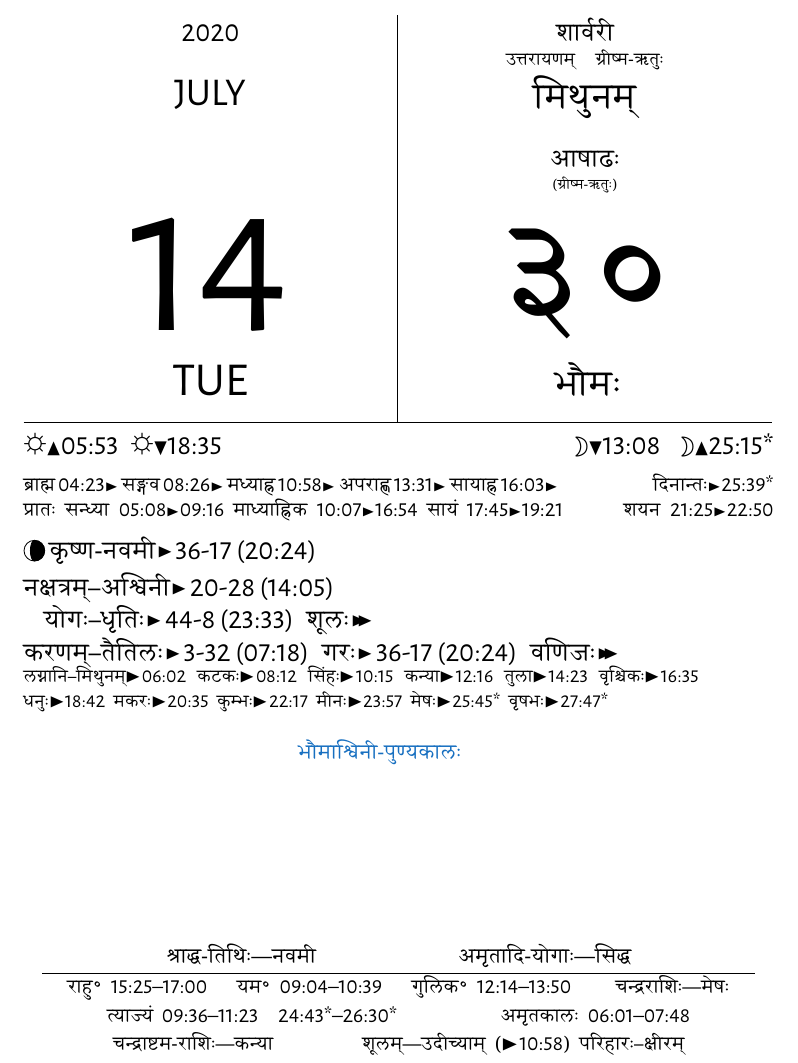 2020
JULY
14
TUE
शार्वरी
उत्तरायणम् ग्रीष्म-ऋतुः
मिथुनम्
आषाढः
(ग्रीष्म-ऋतुः)
३०
भौमः
☼▲05:53 ☼▼18:35 ☽▼13:08 ☽▲25:15*
ब्राह्म 04:23► सङ्गव 08:26► मध्याह्न 10:58► अपराह्ण 13:31► सायाह्न 16:03► दिनान्तः►25:39*
प्रातः सन्ध्या 05:08►09:16 माध्याह्निक 10:07►16:54 सायं 17:45►19:21 शयन 21:25►22:50
कृष्ण-नवमी►36-17 (20:24)
नक्षत्रम्–अश्विनी►20-28 (14:05)
योगः–धृतिः►44-8 (23:33) शूलः►►
करणम्–तैतिलः►3-32 (07:18) गरः►36-17 (20:24) वणिजः►►
लग्नानि–मिथुनम्►06:02 कटकः►08:12 सिंहः►10:15 कन्या►12:16 तुला►14:23 वृश्चिकः►16:35
धनुः►18:42 मकरः►20:35 कुम्भः►22:17 मीनः►23:57 मेषः►25:45* वृषभः►27:47*
भौमाश्विनी-पुण्यकालः
श्राद्ध-तिथिः—नवमी अमृतादि-योगाः—सिद्ध
राहु॰ 15:25–17:00 यम॰ 09:04–10:39 गुलिक॰ 12:14–13:50 चन्द्रराशिः—मेषः
त्याज्यं 09:36–11:23 24:43*–26:30* अमृतकालः 06:01–07:48
चन्द्राष्टम-राशिः—कन्या शूलम्—उदीच्याम् (►10:58) परिहारः–क्षीरम्